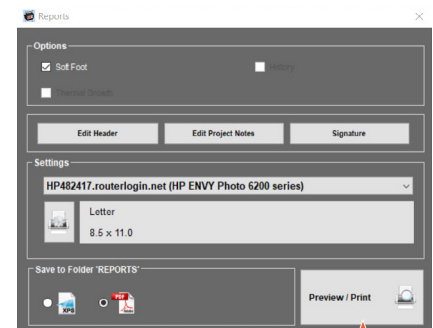 Reports
Options
Soft Foot
History
Thermal Growth
Edit Header
Edit Project Notes
Signature
Settings
HP482417.routerlogin.net (HP ENVY Photo 6200 series)
Letter
8.5 x 11.0
Save to Folder 'REPORTS'
XPS
PDF
Preview / Print